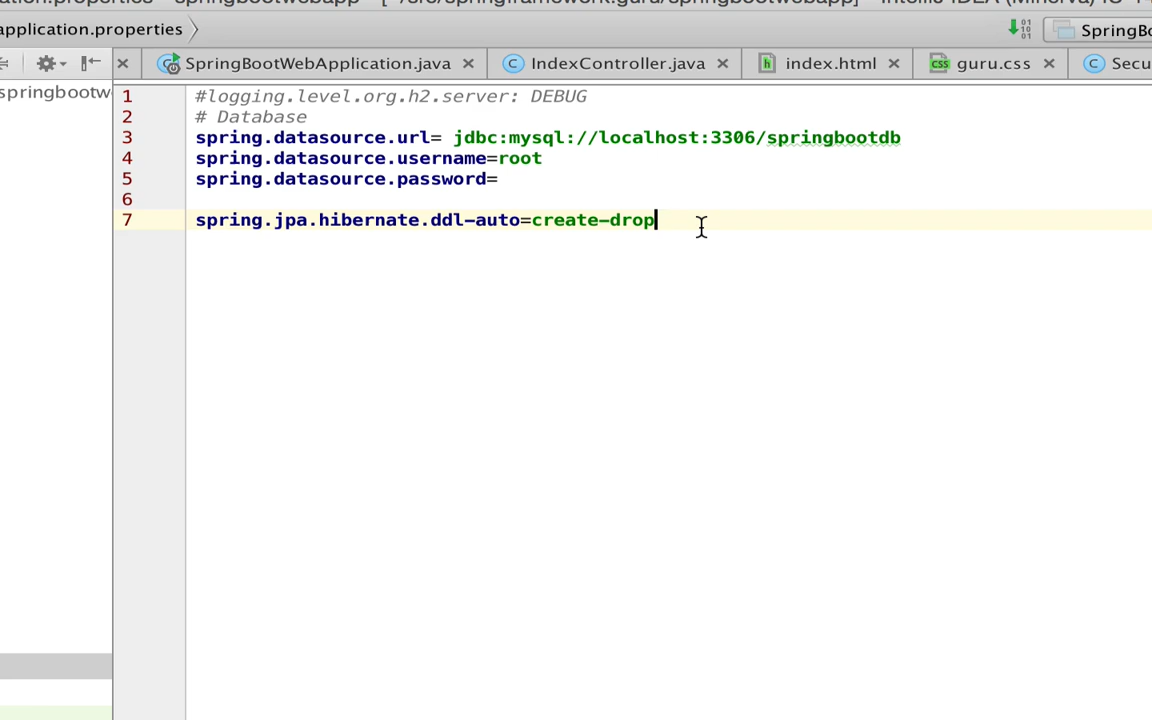 application.properties
SpringBo
SpringBootWebApplication.java
IndexController.java
index.html
guru.css
Secu
springbootw
1 #logging.level.org.h2.server: DEBUG
2 # Database
3 spring.datasource.url= jdbc:mysql://localhost:3306/springbootdb
4 spring.datasource.username=root
5 spring.datasource.password=
6
7 spring.jpa.hibernate.ddl-auto=create-drop